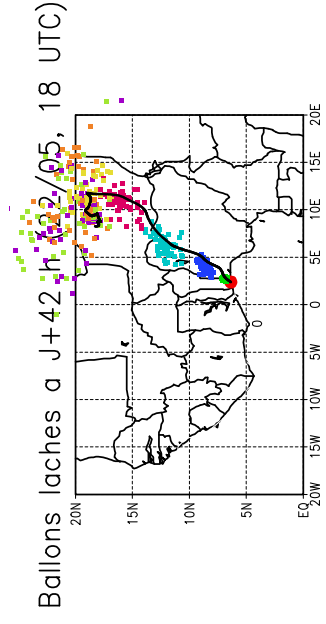 Ballons laches a J+42 h (02/05, 18 UTC)
20N
15N
10N
5N
EQ
20W
15W
10W
5W
0
5E
10E
15E
20E
0